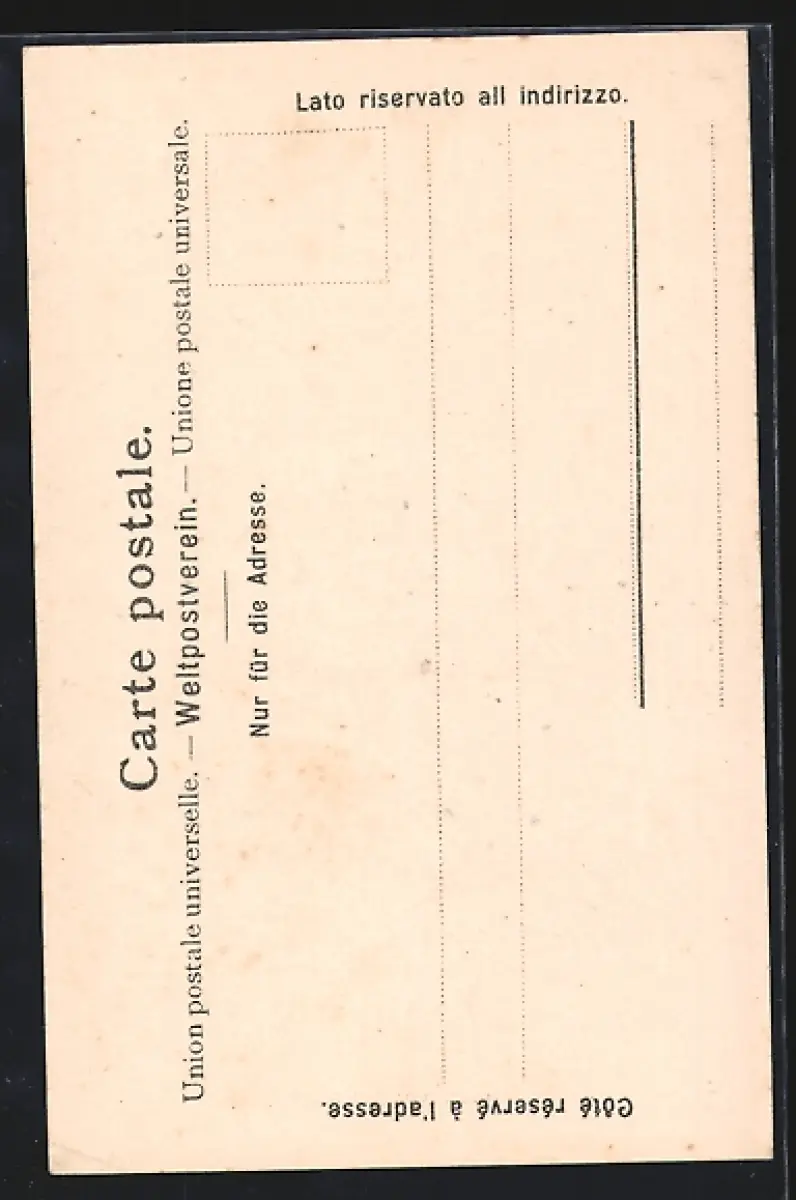 Carte postale.
Union postale universelle. — Weltpostverein. — Unione postale universale.
Nur für die Adresse.
Côté réservé à l'adresse.
Lato riservato all indirizzo.